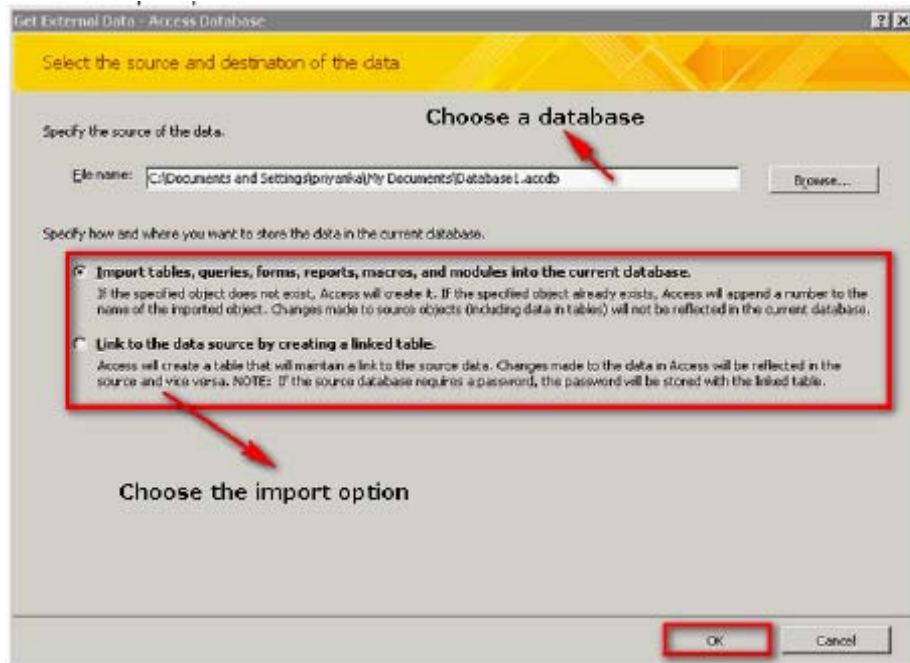 Get External Data - Access Database
Select the source and destination of the data
Choose a database
Specify the source of the data.
File name:
C:\Documents and Settings\priyanka\My Documents\Database1.accdb
Browse...
Specify how and where you want to store the data in the current database.
Import tables, queries, forms, reports, macros, and modules into the current database.
If the specified object does not exist, Access will create it. If the specified object already exists, Access will append a number to the
name of the imported object. Changes made to source objects (including data in tables) will not be reflected in the current database.
Link to the data source by creating a linked table.
Access will create a table that will maintain a link to the source data. Changes made to the data in Access will be reflected in the
source and vice versa. NOTE: If the source database requires a password, the password will be stored with the linked table.
Choose the import option
OK
Cancel